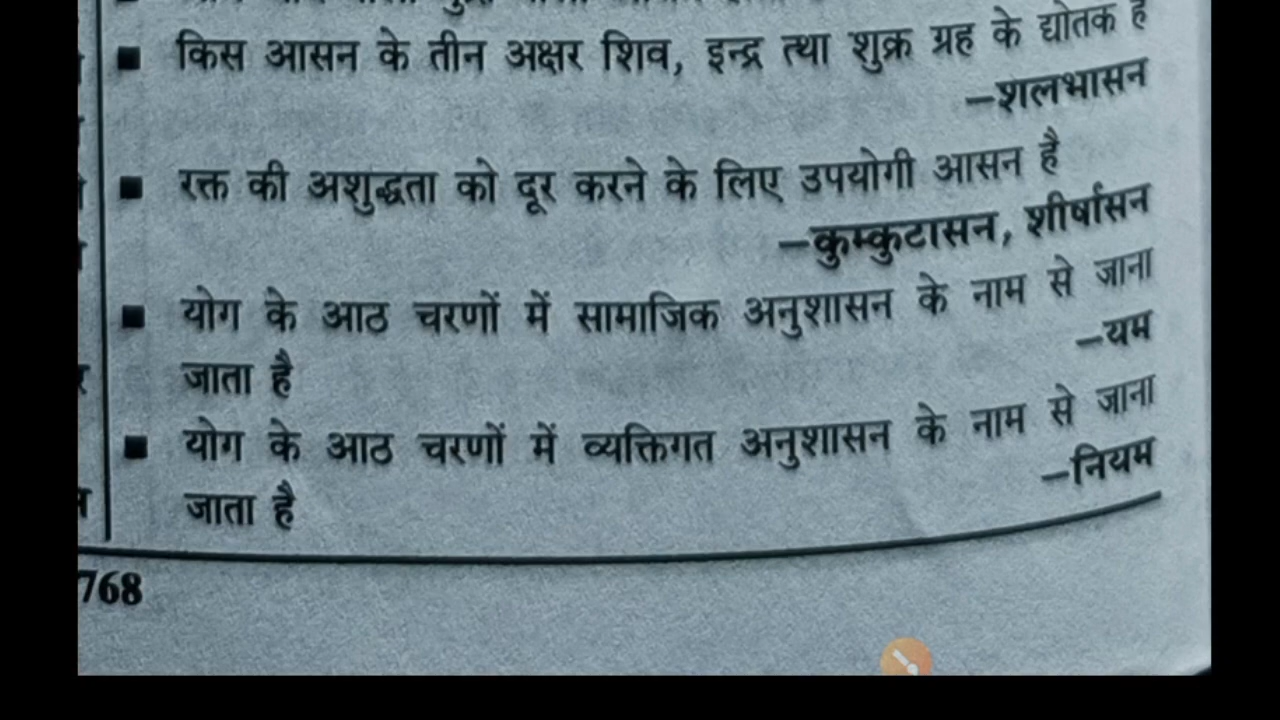 ■ किस आसन के तीन अक्षर शिव, इन्द्र त्था शुक्र ग्रह के द्योतक है
–शलभासन
■ रक्त की अशुद्धता को दूर करने के लिए उपयोगी आसन है
–कुम्कुटासन, शीर्षासन
■ योग के आठ चरणों में सामाजिक अनुशासन के नाम से जाना
जाता है –यम
■ योग के आठ चरणों में व्यक्तिगत अनुशासन के नाम से जाना
जाता है –नियम
768